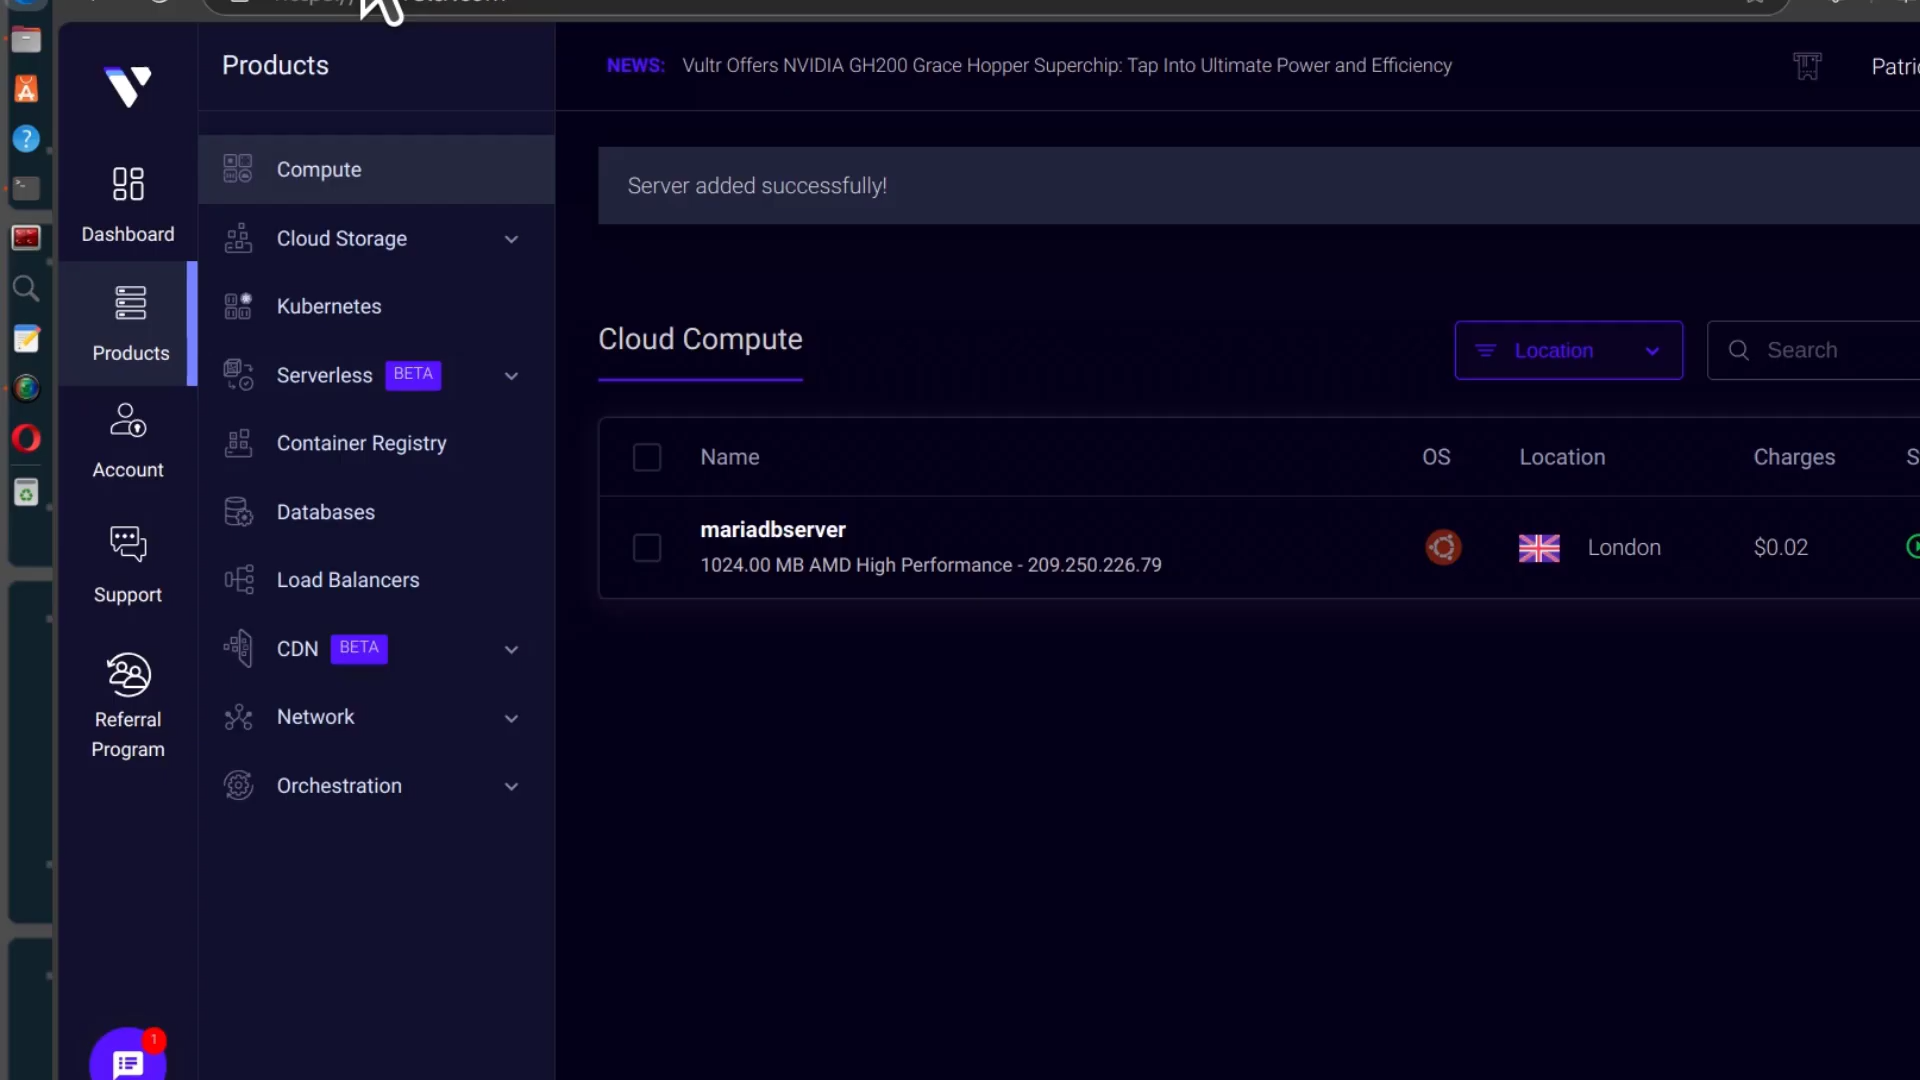 Products
NEWS: Vultr Offers NVIDIA GH200 Grace Hopper Superchip: Tap Into Ultimate Power and Efficiency
Server added successfully!
Dashboard
Products
Account
Support
Referral
Program
1
Compute
Cloud Storage
Kubernetes
Serverless BETA
Container Registry
Databases
Load Balancers
CDN BETA
Network
Orchestration
Cloud Compute
Location
Search
Name OS Location Charges
mariadbserver
1024.00 MB AMD High Performance - 209.250.226.79
London $0.02